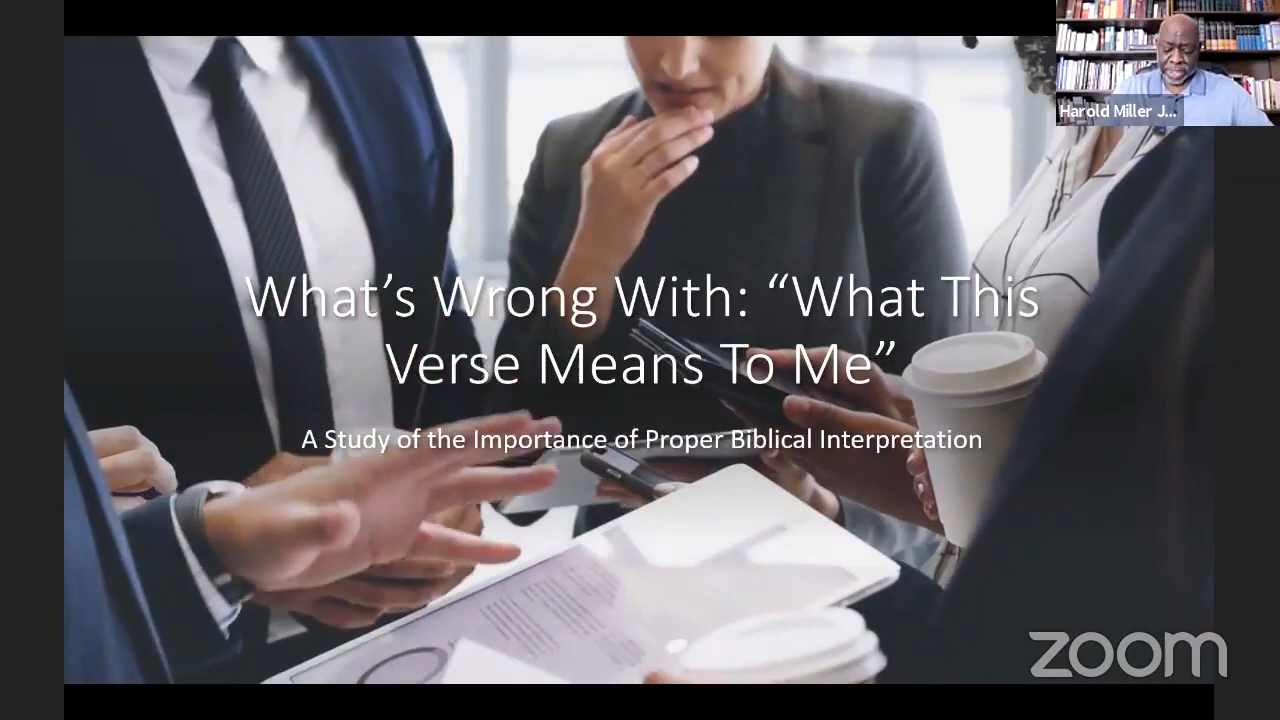 Harold Miller J...
What’s Wrong With: “What This
Verse Means To Me”
A Study of the Importance of Proper Biblical Interpretation
zoom